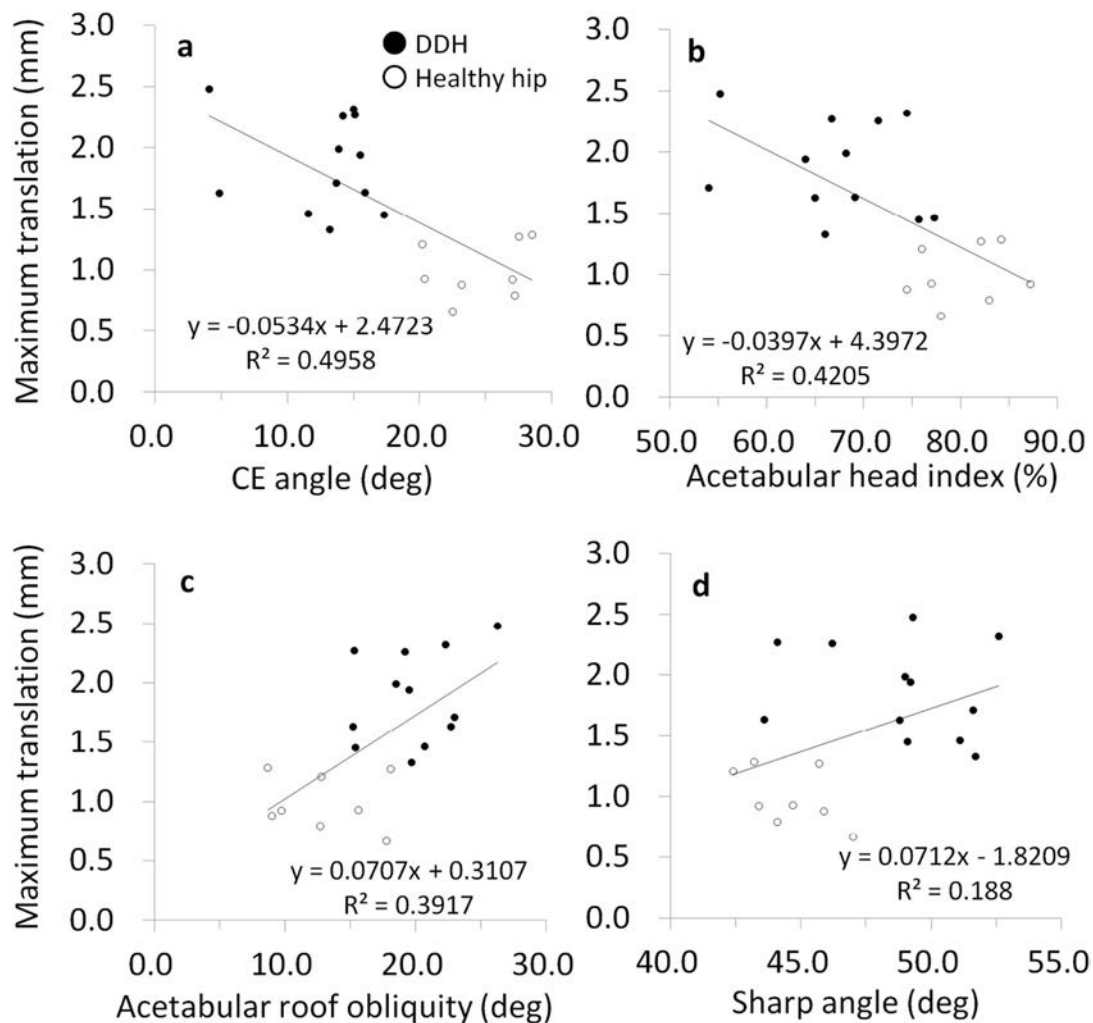 a
DDH
Healthy hip
Maximum translation (mm)
3.0
2.5
2.0
1.5
1.0
0.5
0.0
y = -0.0534x + 2.4723
R² = 0.4958
0.0 10.0 20.0 30.0
CE angle (deg)
b
3.0
2.5
2.0
1.5
1.0
0.5
0.0
y = -0.0397x + 4.3972
R² = 0.4205
50.0 60.0 70.0 80.0 90.0
Acetabular head index (%)
c
Maximum translation (mm)
3.0
2.5
2.0
1.5
1.0
0.5
0.0
y = 0.0707x + 0.3107
R² = 0.3917
0.0 10.0 20.0 30.0
Acetabular roof obliquity (deg)
d
3.0
2.5
2.0
1.5
1.0
0.5
0.0
y = 0.0712x - 1.8209
R² = 0.188
40.0 45.0 50.0 55.0
Sharp angle (deg)